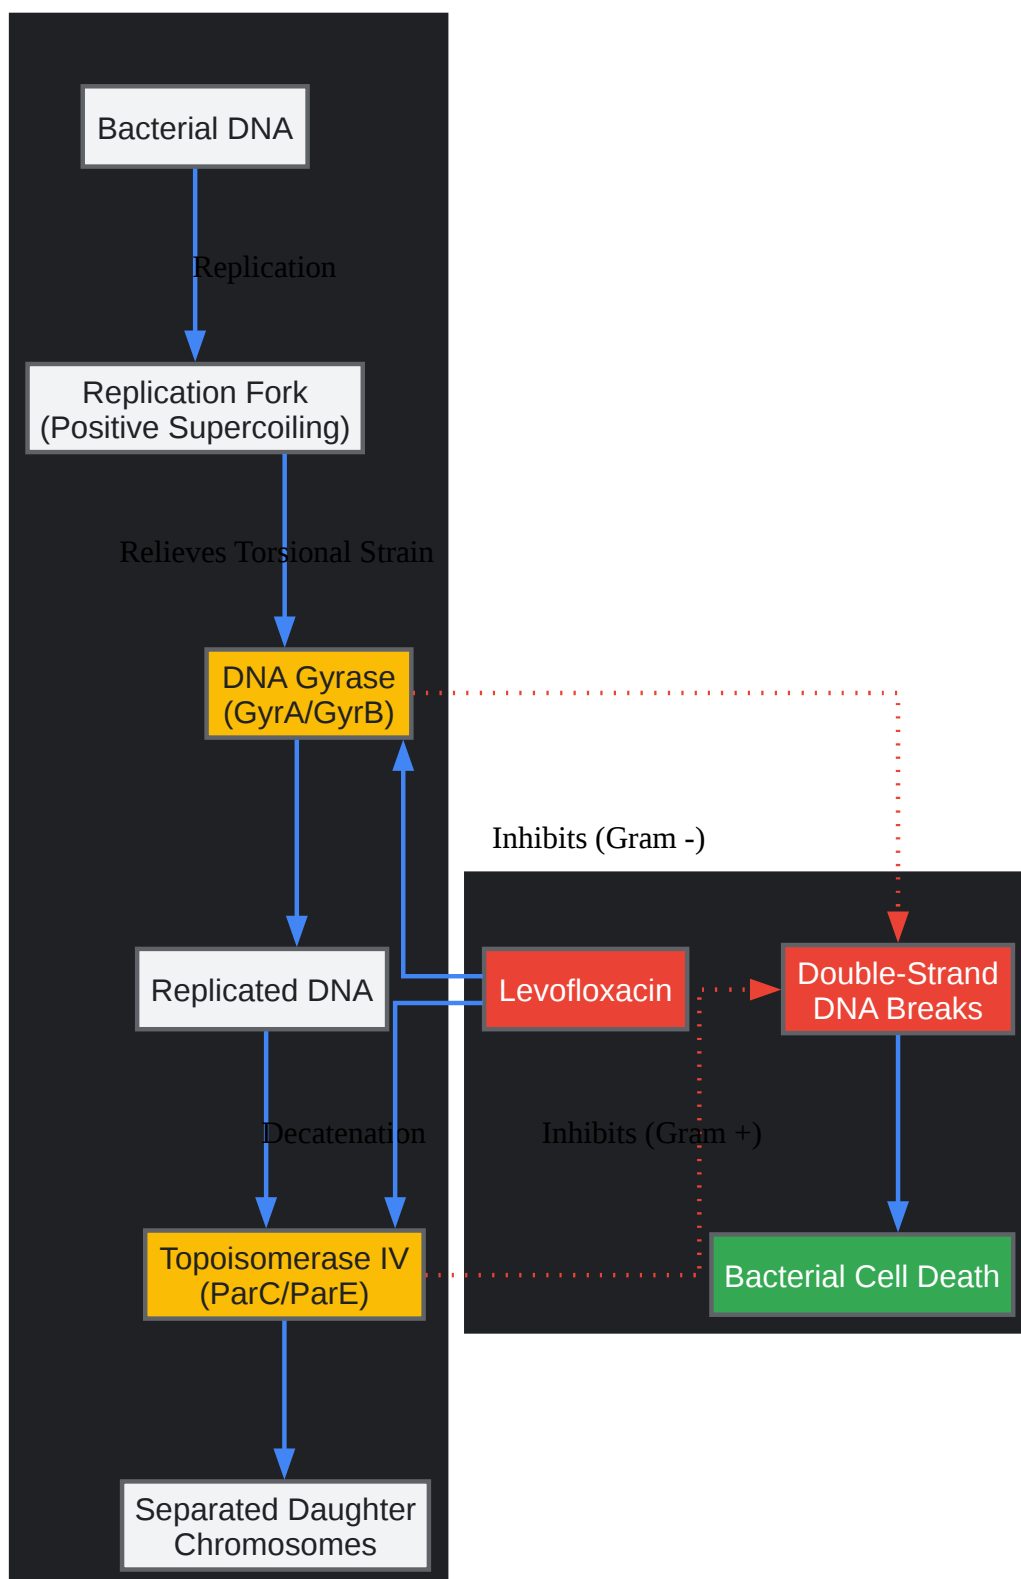 Bacterial DNA
Replication
Replication Fork
(Positive Supercoiling)
Relieves Torsional Strain
DNA Gyrase
(GyrA/GyrB)
Inhibits (Gram -)
Replicated DNA
Levofloxacin
Double-Strand
DNA Breaks
Decatenation
Inhibits (Gram +)
Topoisomerase IV
(ParC/ParE)
Bacterial Cell Death
Separated Daughter
Chromosomes